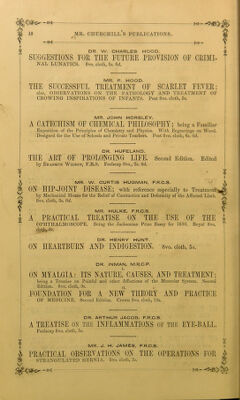 18 MR. CHURCHILL'S PUBLICATIONS.
DR. W. CHARLES HOOD.
SUGGESTIONS FOR THE FUTURE PROVISION OF CRIMI-
NAL LUNATICS. 8vo. cloth, 5s. 6d.
MR. P. HOOD.
THE SUCCESSFUL TREATMENT OF SCARLET FEVER;
also, OBSERVATIONS ON THE PATHOLOGY AND TREATMENT OF
CROWING INSPIRATIONS OF INFANTS. Post 8vo. cloth, 5s.
MR. JOHN HORSLEY.
A CATECHISM OF CHEMICAL PHILOSOPHY; being a Familiar
Exposition of the Principles of Chemistry and Physics. With Engravings on Wood.
Designed for the Use of Schools and Private Teachers. Post 8vo. cloth, 6s. 6d.
DR. HUFELAND.
THE ART OF PROLONGING LIFE. Second Edition. Edited
by ERASMUS WILSON, F.R.S. Foolscap 8vo., 2s. 6d.
MR. W. CURTIS HUGMAN, F.R.C.S.
ON HIP-JOINT DISEASE; with reference especially to Treatment
by Mechanical Means for the Relief of Contraction and Deformity of the Affected Limb.
8vo. cloth, 3s. 6d.
MR. HULKE, F.R.C.S.
A PRACTICAL TREATISE ON THE USE OF THE
OPHTHALMOSCOPE. Being the Jacksonian Prize Essay for 1859. Royal 8vo.
cloth, 8s.
DR. HENRY HUNT.
ON HEARTBURN AND INDIGESTION. 8vo. cloth, 5s.
DR. INMAN, M.R.C.P.
ON MYALGIA: ITS NATURE, CAUSES, AND TREATMENT;
being a Treatise on Painful and other Affections of the Muscular System. Second
Edition. 8vo. cloth, 9s.
FOUNDATION FOR A NEW THEORY AND PRACTICE
OF MEDICINE. Second Edition. Crown 8vo. cloth, 10s.
DR. ARTHUR JACOB, F.R.C.S.
A TREATISE ON THE INFLAMMATIONS OF THE EYE-BALL.
Foolscap 8vo. cloth, 5s.
MR. J. H. JAMES, F.R.C.S.
PRACTICAL OBSERVATIONS ON THE OPERATIONS FOR
STRANGULATED HERNIA. 8vo. cloth, 5s.